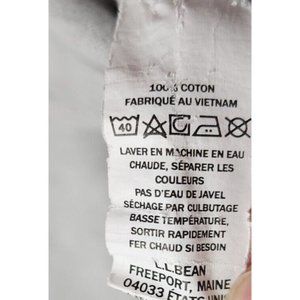 100% COTON
FABRIQUÉ AU VIETNAM
40
LAVER EN MACHINE EN EAU
CHAUDE, SÉPARER LES
COULEURS
PAS D'EAU DE JAVEL
SÉCHAGE PAR CULBUTAGE
BASSE TEMPÉRATURE,
SORTIR RAPIDEMENT
FER CHAUD SI BESOIN
L.L.BEAN
FREEPORT, MAINE
04033 ÉTATS-UNIS